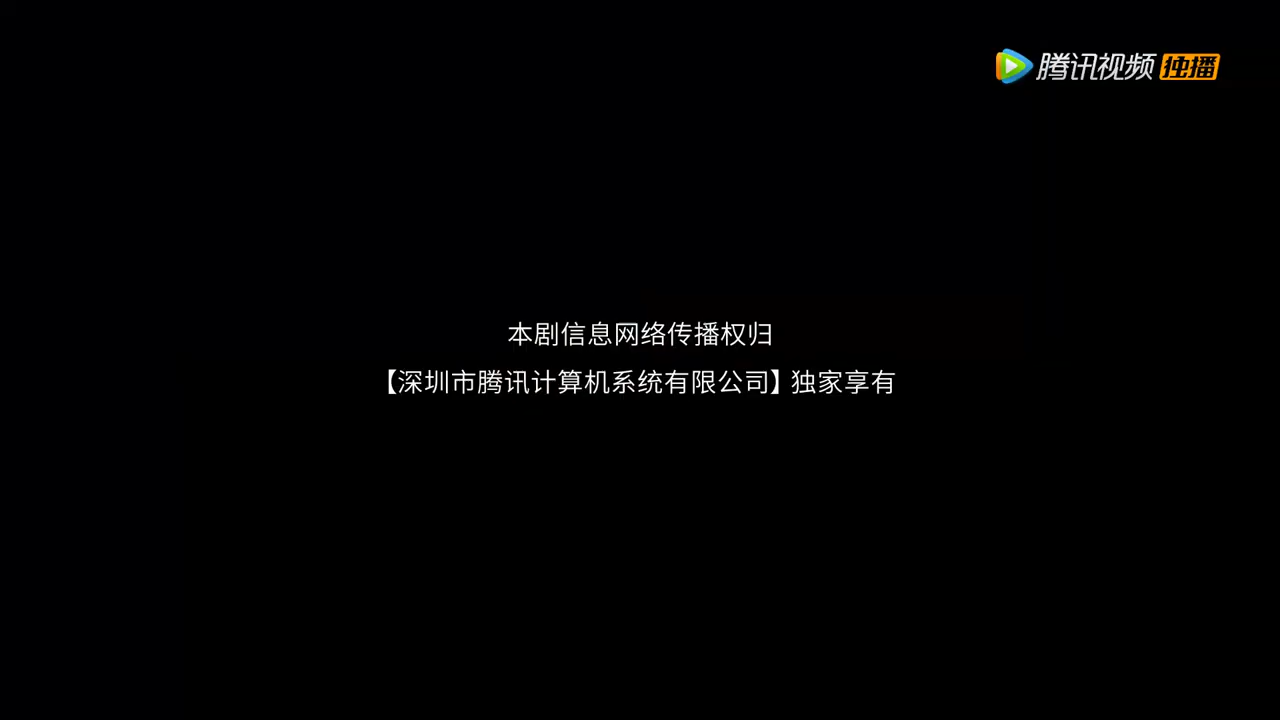 腾讯视频 独播
本剧信息网络传播权归
【深圳市腾讯计算机系统有限公司】独家享有